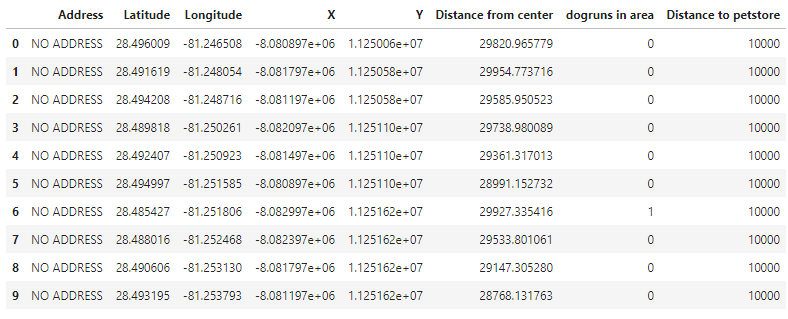 Address Latitude Longitude X Y Distance from center dogruns in area Distance to petstore
0 NO ADDRESS 28.496009 -81.246508 -8.080897e+06 1.125006e+07 29820.965779 0 10000
1 NO ADDRESS 28.491619 -81.248054 -8.081797e+06 1.125058e+07 29954.773716 0 10000
2 NO ADDRESS 28.494208 -81.248716 -8.081197e+06 1.125058e+07 29585.950523 0 10000
3 NO ADDRESS 28.489818 -81.250261 -8.082097e+06 1.125110e+07 29738.980089 0 10000
4 NO ADDRESS 28.492407 -81.250923 -8.081497e+06 1.125110e+07 29361.317013 0 10000
5 NO ADDRESS 28.494997 -81.251585 -8.080897e+06 1.125110e+07 28991.152732 0 10000
6 NO ADDRESS 28.485427 -81.251806 -8.082997e+06 1.125162e+07 29927.335416 1 10000
7 NO ADDRESS 28.488016 -81.252468 -8.082397e+06 1.125162e+07 29533.801061 0 10000
8 NO ADDRESS 28.490606 -81.253130 -8.081797e+06 1.125162e+07 29147.305280 0 10000
9 NO ADDRESS 28.493195 -81.253793 -8.081197e+06 1.125162e+07 28768.131763 0 10000